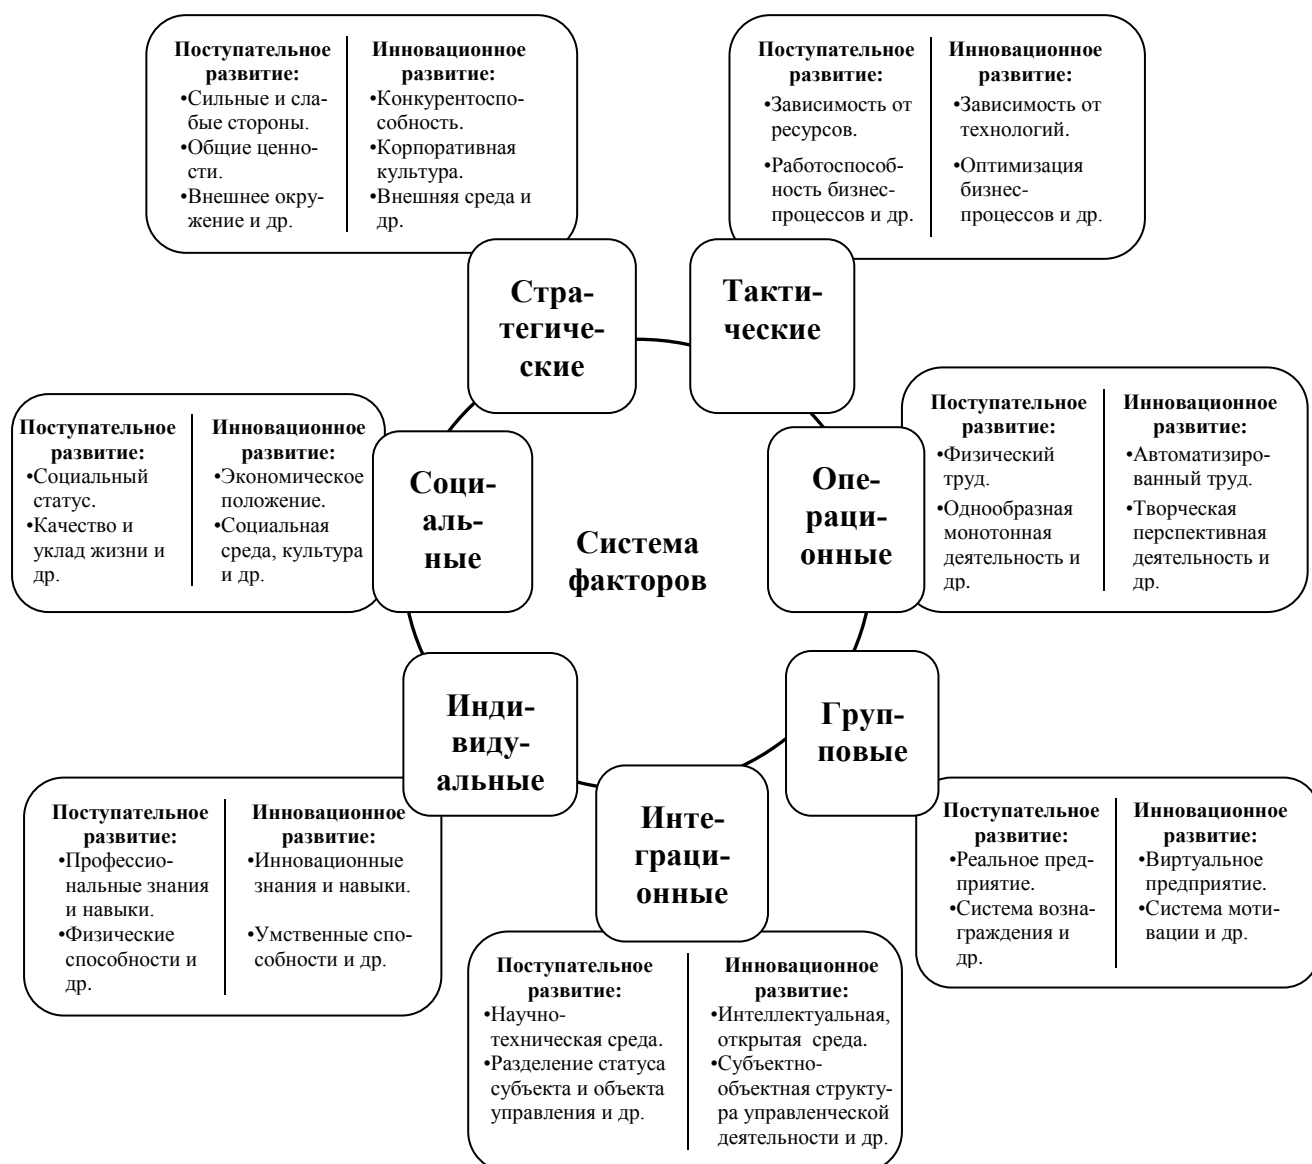 Поступательное
развитие:
•Сильные и сла-
бые стороны.
•Общие ценно-
сти.
•Внешнее окру-
жение и др.
Инновационное
развитие:
•Конкурентоспо-
собность.
•Корпоративная
культура.
•Внешняя среда и
др.
Поступательное
развитие:
•Зависимость от
ресурсов.
•Работоспособ-
ность бизнес-
процессов и др.
Инновационное
развитие:
•Зависимость от
технологий.
•Оптимизация
бизнес-
процессов и др.
Стра-
тегиче-
ские
Такти-
ческие
Поступательное
развитие:
•Социальный
статус.
•Качество и
уклад жизни и
др.
Инновационное
развитие:
•Экономическое
положение.
•Социальная
среда, культура
и др.
Соци-
аль-
ные
Система
факторов
Опе-
раци-
онные
Поступательное
развитие:
•Физический
труд.
•Однообразная
монотонная
деятельность и
др.
Инновационное
развитие:
•Автоматизиро-
ванный труд.
•Творческая
перспективная
деятельность и
др.
Инди-
виду-
альные
Груп-
повые
Поступательное
развитие:
•Профессио-
нальные знания
и навыки.
•Физические
способности и
др.
Инновационное
развитие:
•Инновационные
знания и навыки.
•Умственные спо-
собности и др.
Инте-
граци-
онные
Поступательное
развитие:
•Реальное пред-
приятие.
•Система возна-
граждения и
др.
Инновационное
развитие:
•Виртуальное
предприятие.
•Система моти-
вации и др.
Поступательное
развитие:
•Научно-
техническая среда.
•Разделение статуса
субъекта и объекта
управления и др.
Инновационное
развитие:
•Интеллектуальная,
открытая среда.
•Субъектно-
объектная структу-
ра управленческой
деятельности и др.